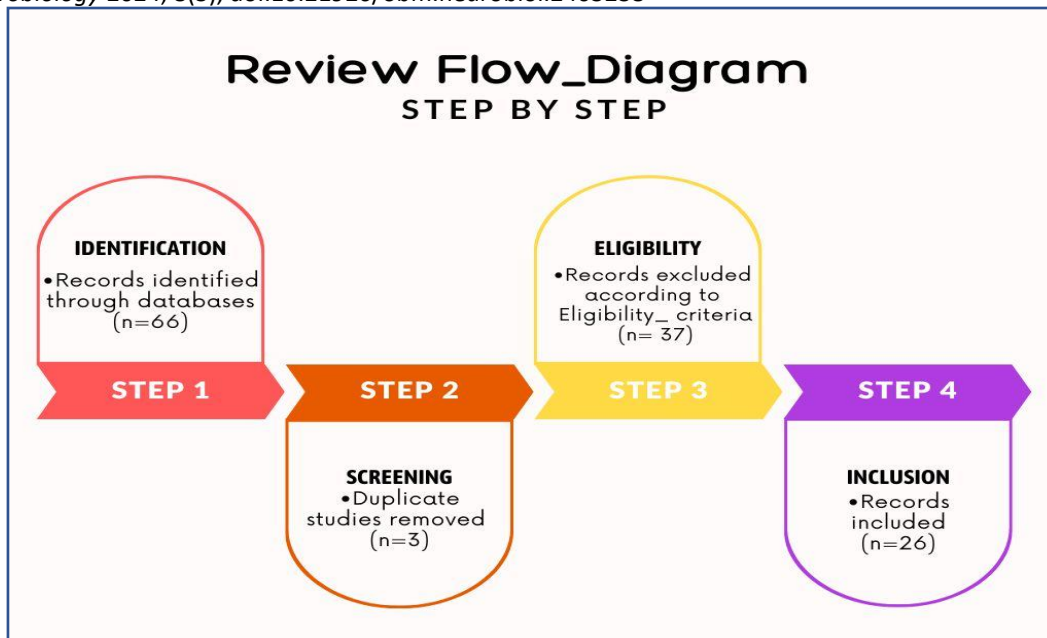 Review Flow_Diagram
STEP BY STEP
IDENTIFICATION
•Records identified
through databases
(n=66)
STEP 1
STEP 2
SCREENING
•Duplicate
studies removed
(n=3)
ELIGIBILITY
•Records excluded
according to
Eligibility_ criteria
(n= 37)
STEP 3
STEP 4
INCLUSION
•Records
included
(n=26)